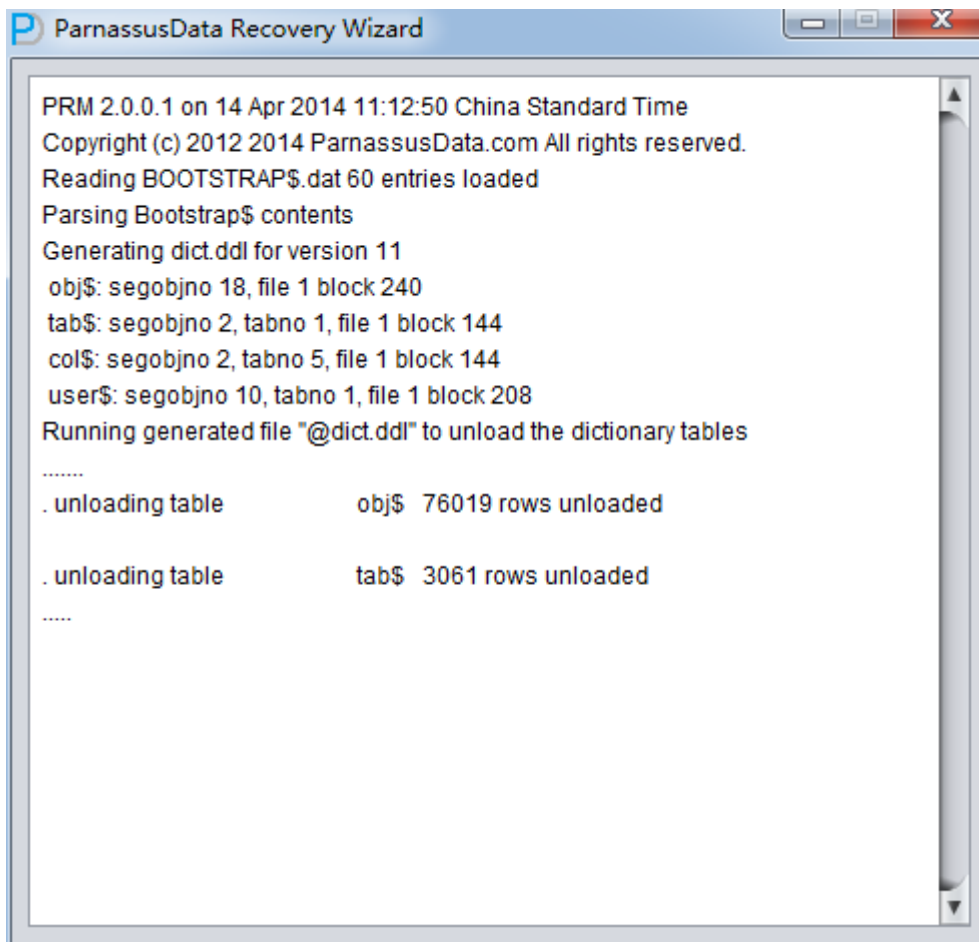 ParnassusData Recovery Wizard
PRM 2.0.0.1 on 14 Apr 2014 11:12:50 China Standard Time
Copyright (c) 2012 2014 ParnassusData.com All rights reserved.
Reading BOOTSTRAP$.dat 60 entries loaded
Parsing Bootstrap$ contents
Generating dict.ddl for version 11
obj$: segobjno 18, file 1 block 240
tab$: segobjno 2, tabno 1, file 1 block 144
col$: segobjno 2, tabno 5, file 1 block 144
user$: segobjno 10, tabno 1, file 1 block 208
Running generated file "@dict.ddl" to unload the dictionary tables
.......
. unloading table obj$ 76019 rows unloaded
. unloading table tab$ 3061 rows unloaded
.....